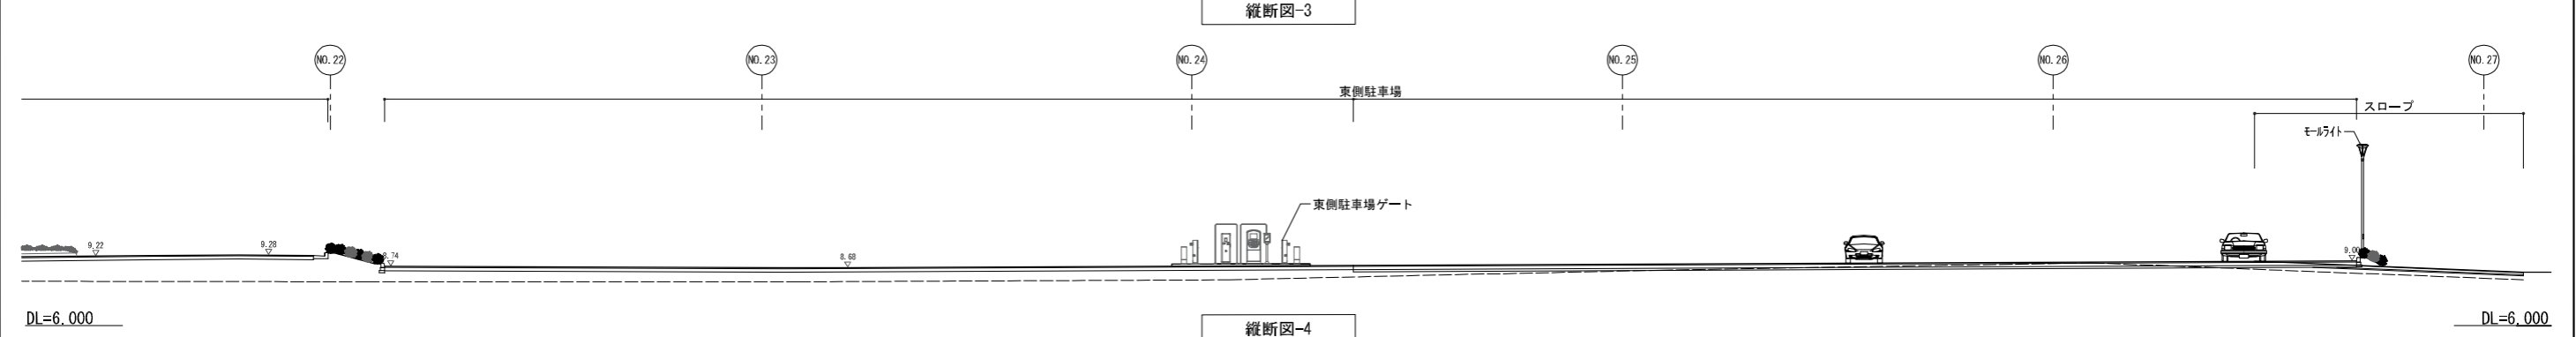 縦断図-3
NO.22
NO.23
NO.24
NO.25
NO.26
NO.27
東側駐車場
スロープ
モールライト
東側駐車場ゲート
9.22
9.28
8.74
8.68
9.00
DL=6.000
縦断図-4
DL=6.000